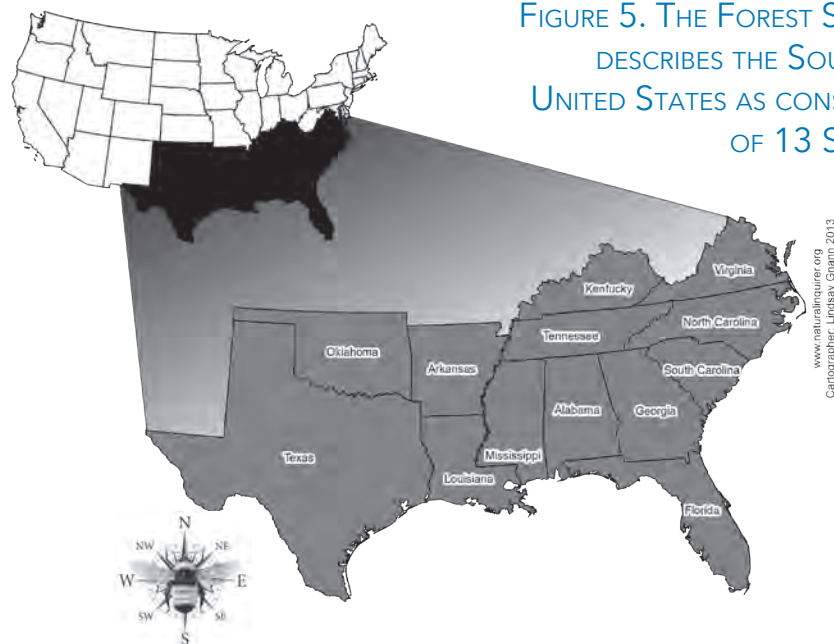 FIGURE 5. THE FOREST S
DESCRIBES THE SOU
UNITED STATES AS CONS
OF 13 S
Virginia
Kentucky
North Carolina
Tennessee
Oklahoma
Arkansas
South Carolina
Alabama
Georgia
Texas
Mississippi
Louisiana
Florida
N
NW NE
W E
SW SE
S
www.naturalinquirer.org
Cartographer: Lindsay Gnann 2013